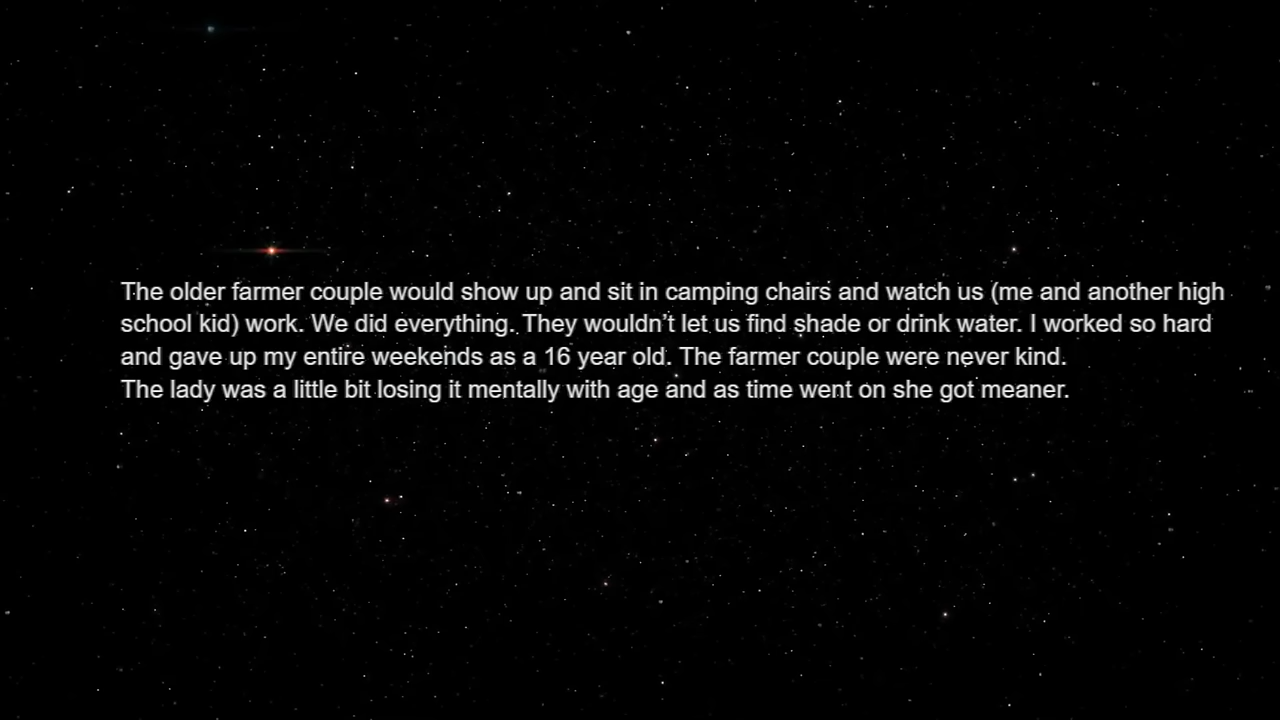 The older farmer couple would show up and sit in camping chairs and watch us (me and another high
school kid) work. We did everything. They wouldn’t let us find shade or drink water. I worked so hard
and gave up my entire weekends as a 16 year old. The farmer couple were never kind.
The lady was a little bit losing it mentally with age and as time went on she got meaner.